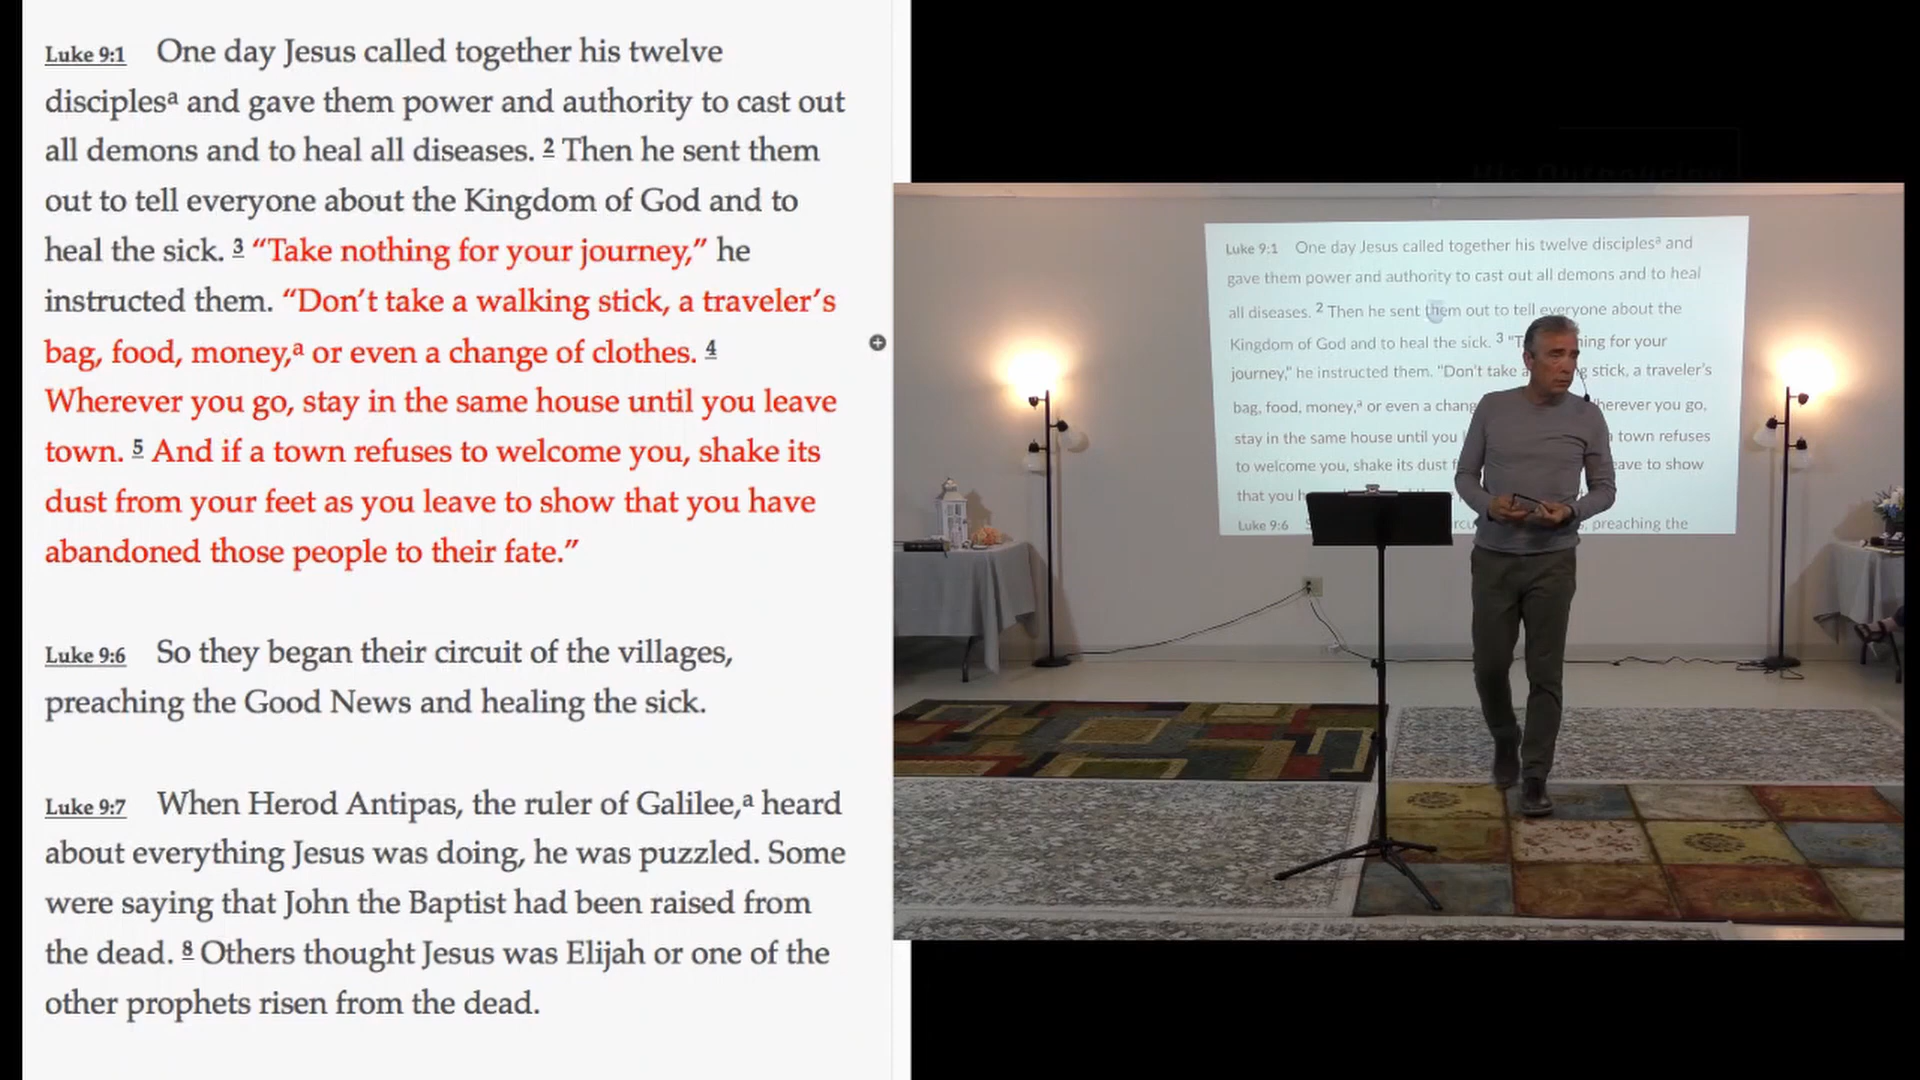 Luke 9:1 One day Jesus called together his twelve
disciplesa and gave them power and authority to cast out
all demons and to heal all diseases. 2 Then he sent them
out to tell everyone about the Kingdom of God and to
heal the sick. 3 “Take nothing for your journey,” he
instructed them. “Don’t take a walking stick, a traveler’s
bag, food, money,a or even a change of clothes. 4
Wherever you go, stay in the same house until you leave
town. 5 And if a town refuses to welcome you, shake its
dust from your feet as you leave to show that you have
abandoned those people to their fate.”
Luke 9:6 So they began their circuit of the villages,
preaching the Good News and healing the sick.
Luke 9:7 When Herod Antipas, the ruler of Galilee,a heard
about everything Jesus was doing, he was puzzled. Some
were saying that John the Baptist had been raised from
the dead. 8 Others thought Jesus was Elijah or one of the
other prophets risen from the dead.
Luke 9:1 One day Jesus called together his twelve disciplesa and
gave them power and authority to cast out all demons and to heal
all diseases. 2 Then he sent them out to tell everyone about the
Kingdom of God and to heal the sick. 3 for your
journey,” he instructed them. “Don’t take stick, a traveler’s
bag, food, money,a or even a you go,
stay in the same house until you town refuses
to welcome you, shake its dust to show
that you
Luke 9:6 preaching the